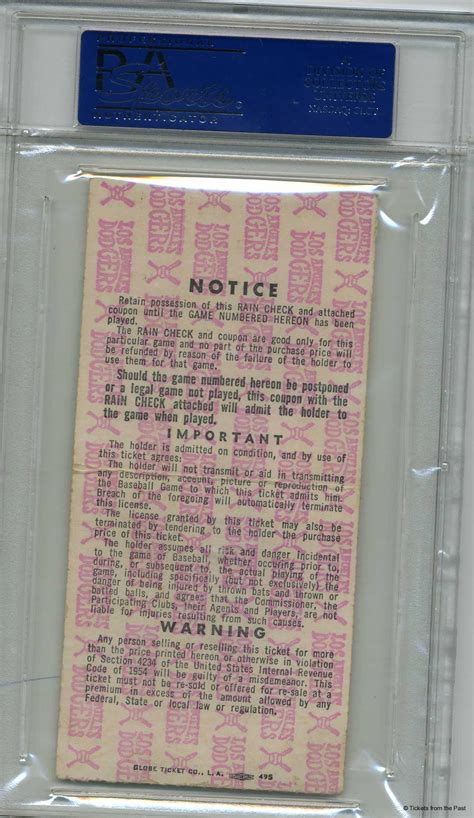 PSA
AUTHENTICATOR
NOTICE
Retain possession of this RAIN CHECK and attached
coupon until the GAME NUMBERED HEREON has been
played.
The RAIN CHECK and coupon are good only for this
particular game and no part of the purchase price will
be refunded by reason of the failure of the holder to
use them for that game.
Should the game numbered hereon be postponed
or a legal game not played, this coupon with the
RAIN CHECK attached will admit the holder to
the game when played.
IMPORTANT
The holder is admitted on condition, and by use of
this ticket agrees:
The holder will not transmit or aid in transmitting
any description, account, picture or reproduction of
the Baseball Game to which this ticket admits him.
Breach of the foregoing will automatically terminate
this license.
The license granted by this ticket may also be
terminated by tendering to the holder the purchase
price of this ticket.
The holder assumes all risk and danger incidental
to the game of Baseball, whether occuring prior to,
during, or subsequent to, the actual playing of the
game, including specifically (but not exclusively) the
danger of being injured by thrown bats and thrown or
batted balls, and agrees that the Commissioner, the
Participating Clubs, their Agents and Players, are not
liable for injuries resulting from such causes.
WARNING
Any person selling or reselling this ticket for more
than the price printed hereon or otherwise in violation
of Section 4234 of the United States Internal Revenue
Code of 1954 will be guilty of a misdemeanor. This
ticket must not be re-sold or offered for re-sale at a
premium in excess of the amount allowed by any
Federal, State or local law or regulation.
GLOBE TICKET CO., L. A. 495
LOS ANGELES
DODGERS
© Tickets from the Past